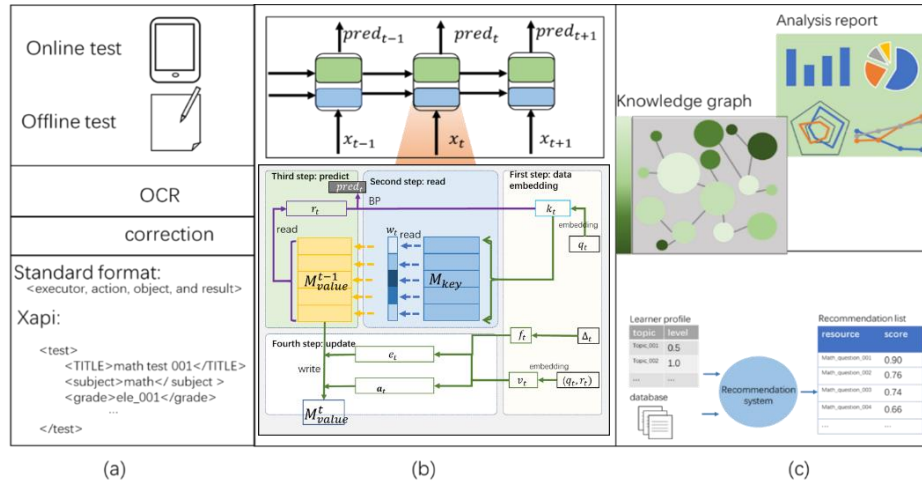 Online test
Offline test
OCR
correction
Standard format:
<executor, action, object, and result>
Xapi:
<test>
<TITLE>math test 001</TITLE>
<subject>math</ subject >
<grade>ele_001</grade>
...
</test>
(a)
pred_{t-1}
pred_t
pred_{t+1}
x_{t-1}
x_t
x_{t+1}
Third step: predict
Second step: read
First step: data
embedding
pred_t
BP
r_t
k_t
embedding
q_t
read
w_t
read
M_{value}^{t-1}
M_{key}
Fourth step: update
f_t
Δ_t
e_t
write
embedding
a_t
v_t
(q_t, r_t)
M_{value}^{t}
(b)
Analysis report
Knowledge graph
Learner profile
topic level
Topic_001 0.5
Topic_002 1.0
... ...
database
Recommendation
system
Recommendation list
resource score
Math_question_001 0.90
Math_question_002 0.76
Math_question_003 0.74
Math_question_004 0.66
... ...
(c)